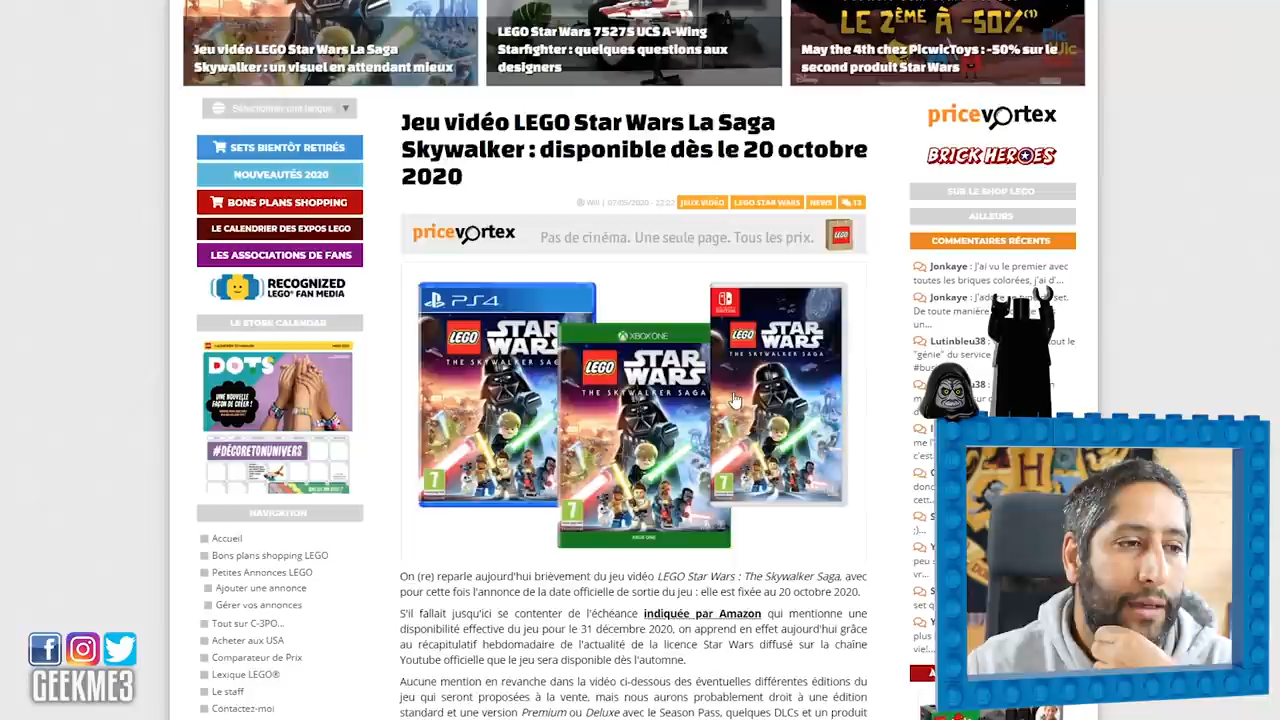 Jeu vidéo LEGO Star Wars La Saga
Skywalker : un visuel en attendant mieux
LEGO Star Wars 75275 UCS A-Wing
Starfighter : quelques questions aux
designers
LE 2ÈME À -50%(1)
May the 4th chez PicwicToys : -50% sur le
second produit Star Wars
Sélectionner une langue
SETS BIENTÔT RETIRÉS
NOUVEAUTÉS 2020
BONS PLANS SHOPPING
LE CALENDRIER DES EXPOS LEGO
LES ASSOCIATIONS DE FANS
RECOGNIZED
LEGO® FAN MEDIA
LE STORE CALENDAR
DOTS
UNE NOUVELLE
FAÇON DE CRÉER !
#DÉCORETONUNIVERS
NAVIGATION
Accueil
Bons plans shopping LEGO
Petites Annonces LEGO
Ajouter une annonce
Gérer vos annonces
Tout sur C-3PO...
Acheter aux USA
Comparateur de Prix
Lexique LEGO®
Le staff
Contactez-moi
GEEKME3
Jeu vidéo LEGO Star Wars La Saga
Skywalker : disponible dès le 20 octobre
2020
Will | 07/05/2020 - 22:22 JEUX VIDÉO LEGO STAR WARS NEWS 13
pricevortex Pas de cinéma. Une seule page. Tous les prix. LEGO
PS4
LEGO STAR WARS
THE SKYWALKER SAGA
7
XBOX ONE
LEGO STAR WARS
THE SKYWALKER SAGA
7
XBOX ONE
LEGO STAR WARS
THE SKYWALKER SAGA
7
On (re) reparle aujourd'hui brièvement du jeu vidéo LEGO Star Wars : The Skywalker Saga, avec
pour cette fois l'annonce de la date officielle de sortie du jeu : elle est fixée au 20 octobre 2020.
S'il fallait jusqu'ici se contenter de l'échéance indiquée par Amazon qui mentionne une
disponibilité effective du jeu pour le 31 décembre 2020, on apprend en effet aujourd'hui grâce
au récapitulatif hebdomadaire de l'actualité de la licence Star Wars diffusé sur la chaîne
Youtube officielle que le jeu sera disponible dès l'automne.
Aucune mention en revanche dans la vidéo ci-dessous des éventuelles différentes éditions du
jeu qui seront proposées à la vente, mais nous aurons probablement droit à une édition
standard et une version Premium ou Deluxe avec le Season Pass, quelques DLCs et un produit
pricevortex
BRICK HEROES
SUR LE SHOP LEGO
AILLEURS
COMMENTAIRES RÉCENTS
Jonkaye : J'ai vu le premier avec
toutes les briques colorées, j'ai d'...
Jonkaye : J'adore set.
De toute manière
un...
Lutinbleu38 : tout le
"génie" du service
#bus